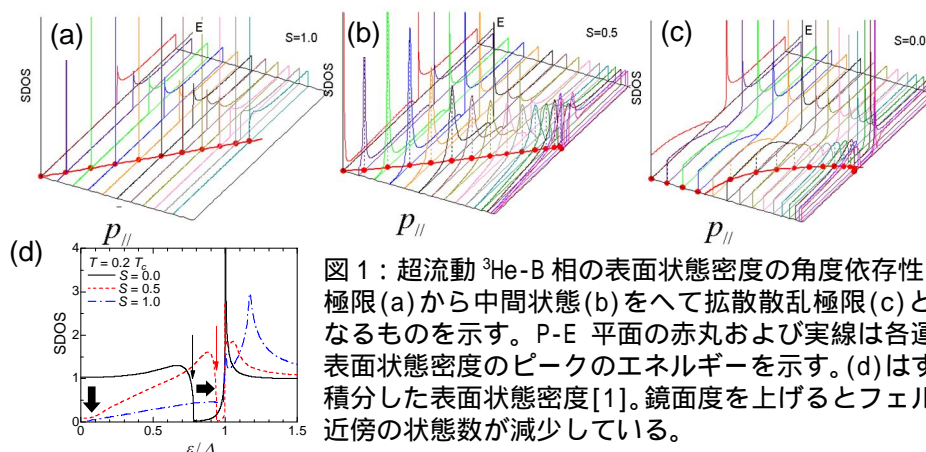 (a)
E
S=1.0
SDOS
p//
(b)
E
S=0.5
SDOS
p//
(c)
E
S=0.0
SDOS
p//
(d)
4
3
2
1
0
SDOS
T = 0.2 Tc
S = 0.0
S = 0.5
S = 1.0
0
0.5
1
1.5
ε/Δ
図 1：超流動 ³He-B 相の表面状態密度の角度依存性
極限(a)から中間状態(b)をへて拡散散乱極限(c)と
なるものを示す。P-E 平面の赤丸および実線は各運
表面状態密度のピークのエネルギーを示す。(d)はす
積分した表面状態密度[1]。鏡面度を上げるとフェル
近傍の状態数が減少している。